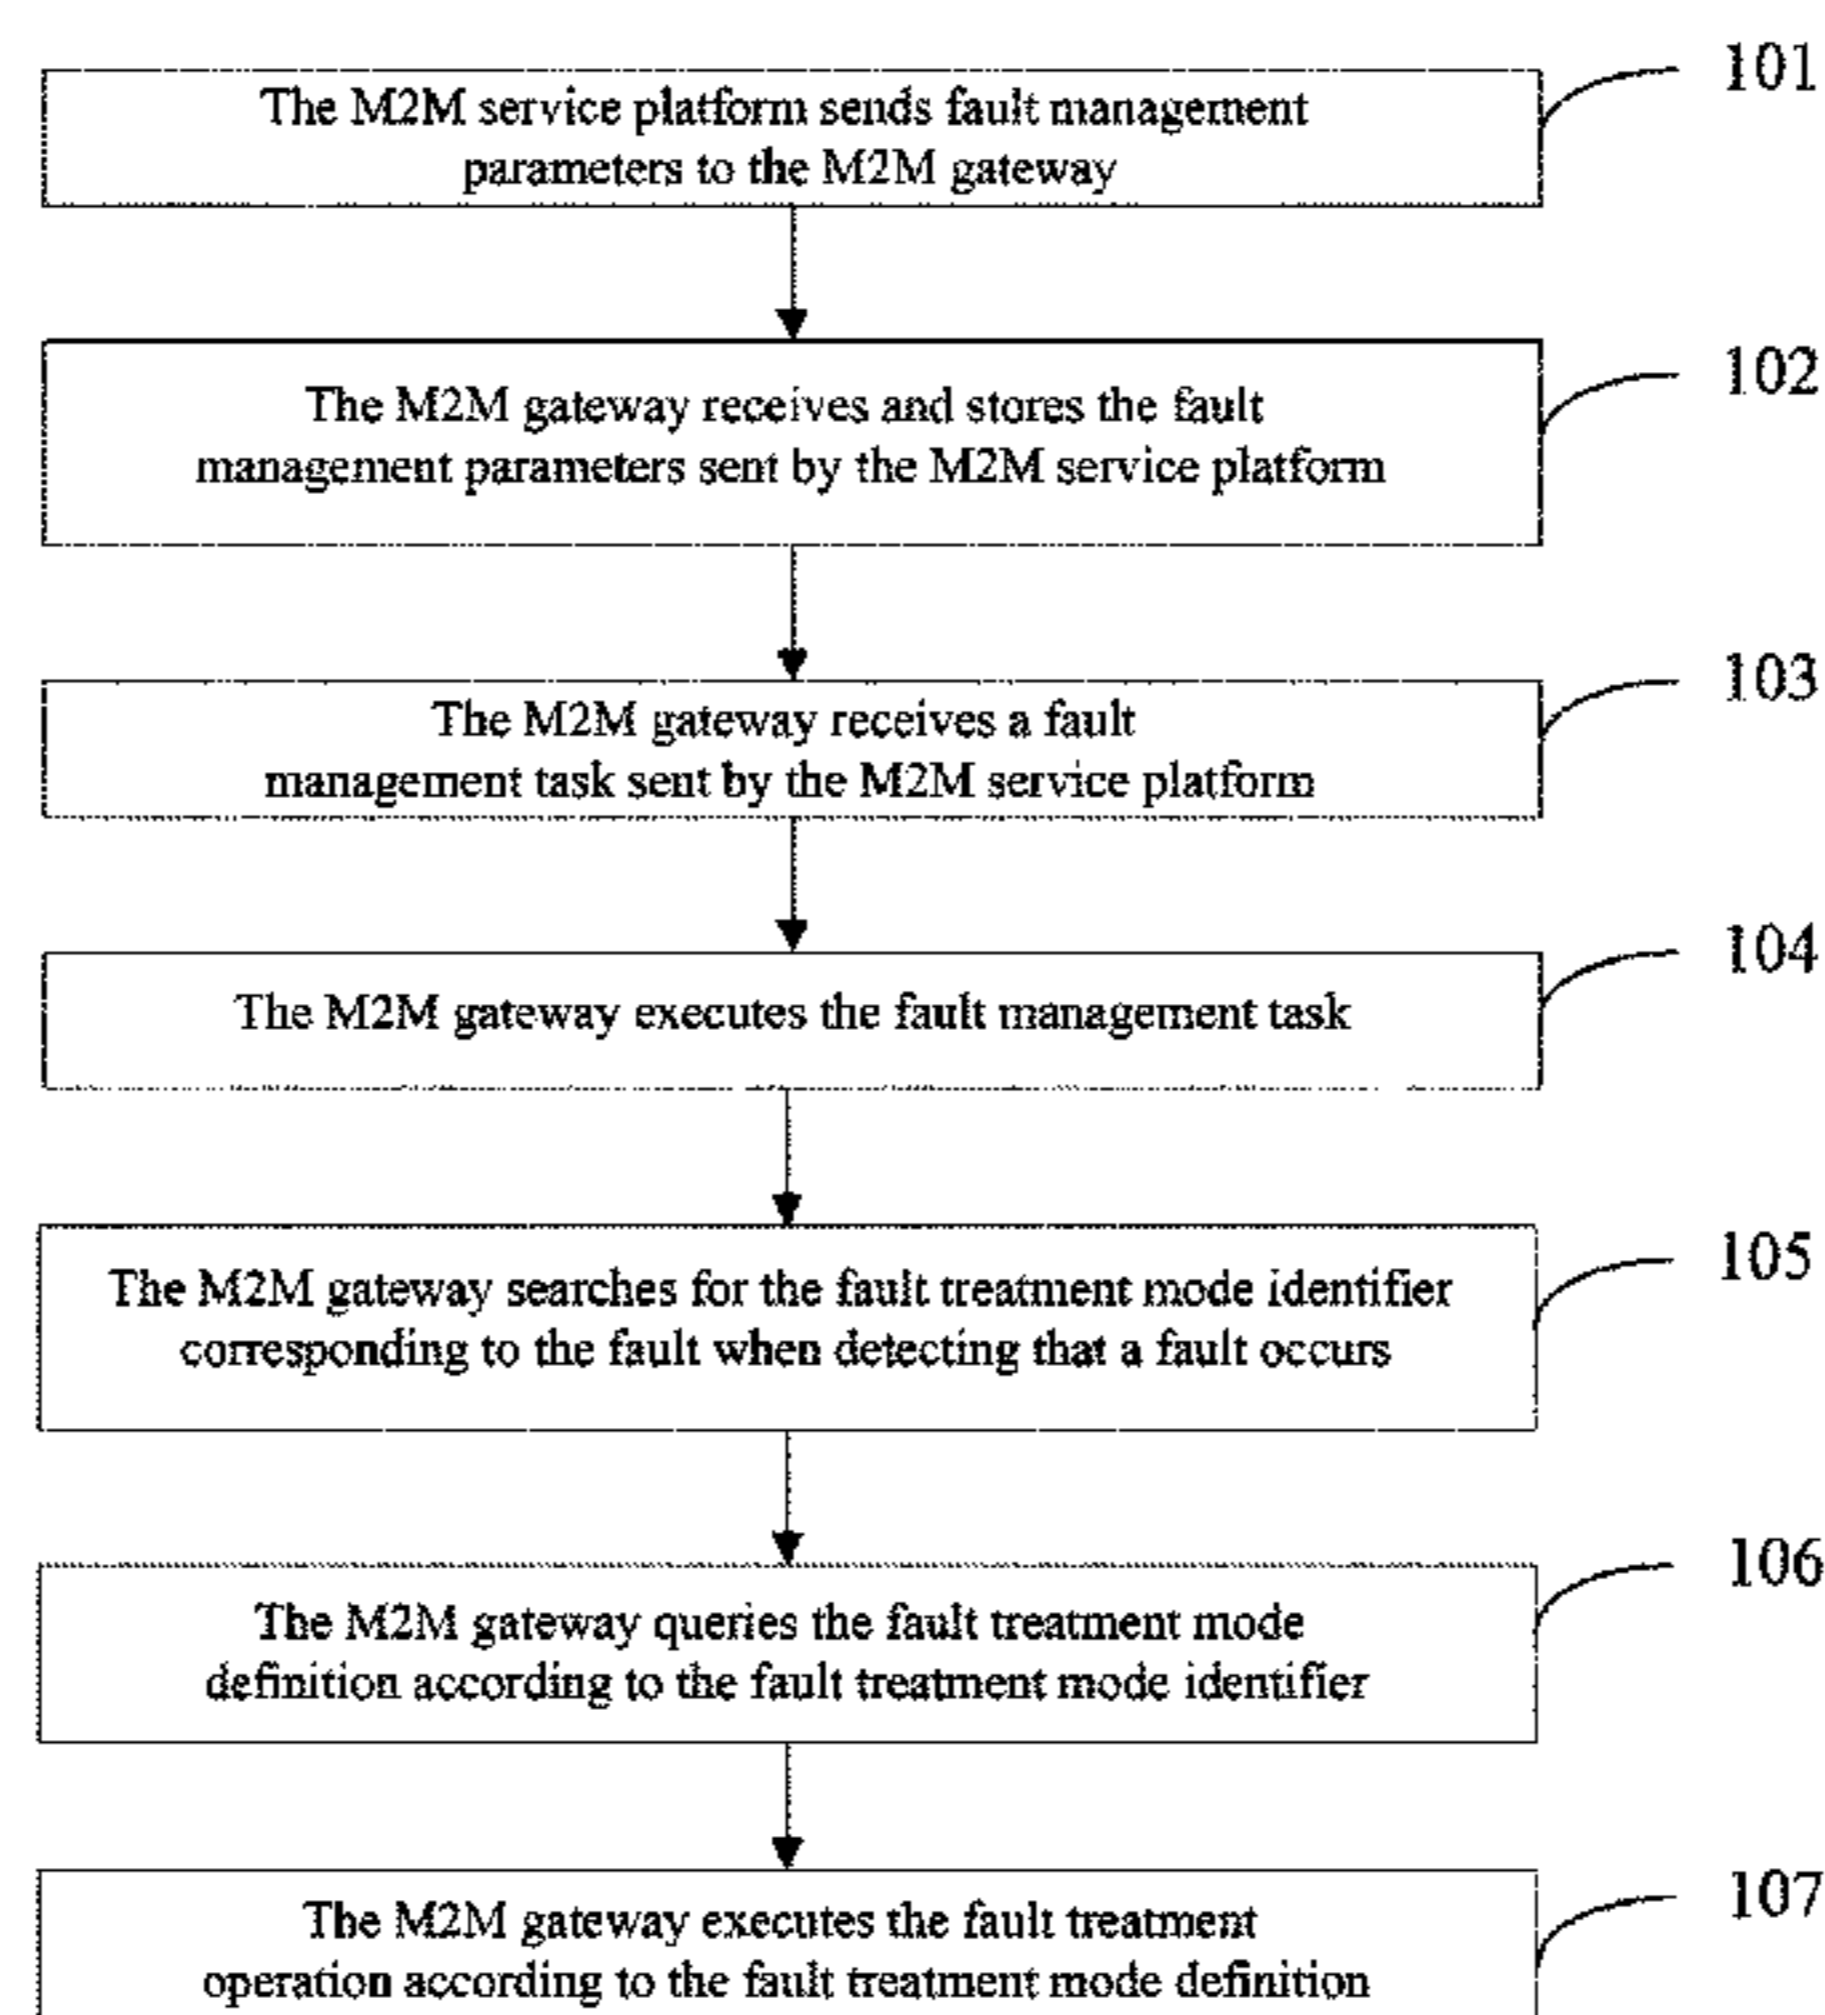 The M2M service platform sends fault management
parameters to the M2M gateway
101
The M2M gateway receives and stores the fault
management parameters sent by the M2M service platform
102
The M2M gateway receives a fault
management task sent by the M2M service platform
103
The M2M gateway executes the fault management task
104
The M2M gateway searches for the fault treatment mode identifier
corresponding to the fault when detecting that a fault occurs
105
The M2M gateway queries the fault treatment mode
definition according to the fault treatment mode identifier
106
The M2M gateway executes the fault treatment
operation according to the fault treatment mode definition
107